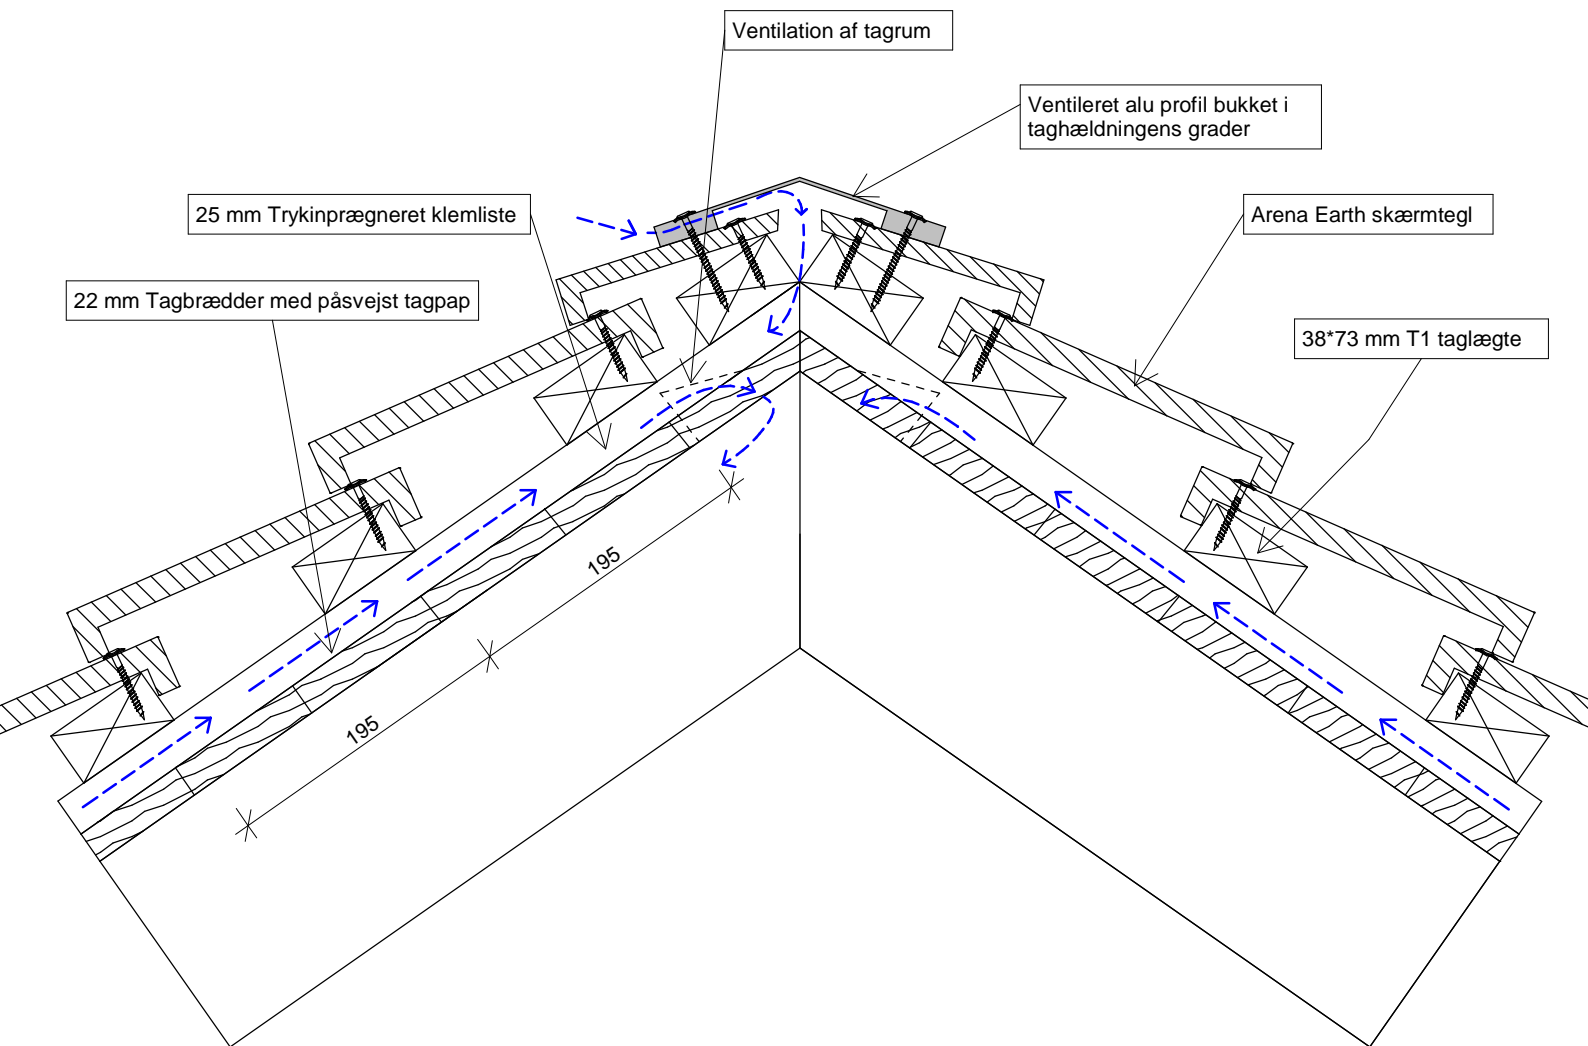 Ventilation af tagrum
Ventileret alu profil bukket i
taghældningens grader
25 mm Trykinprægneret klemliste
Arena Earth skærmtegl
22 mm Tagbrædder med påsvejst tagpap
38*73 mm T1 taglægte
195
195